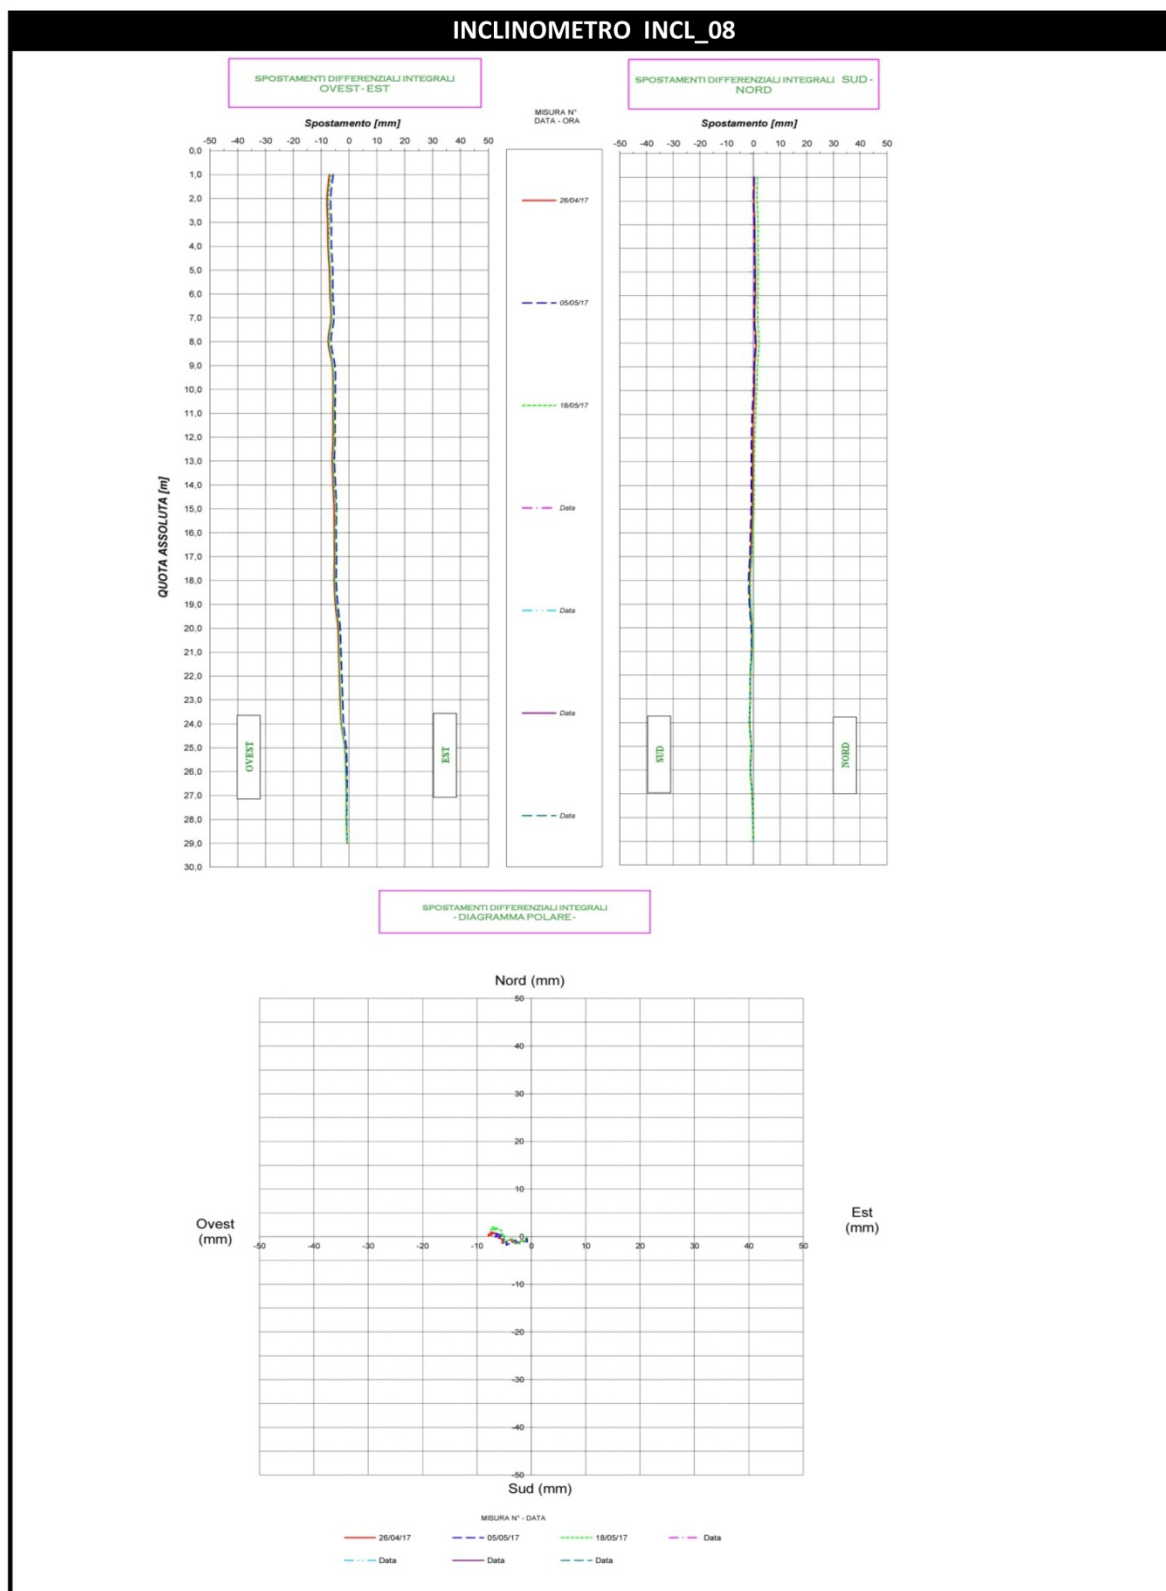 INCLINOMETRO INCL_08
SPOSTAMENTI DIFFERENZIALI INTEGRALI
OVEST - EST
SPOSTAMENTI DIFFERENZIALI INTEGRALI SUD -
NORD
MISURA N°
DATA - ORA
Spostamento [mm]
Spostamento [mm]
-50 -40 -30 -20 -10 0 10 20 30 40 50
-50 -40 -30 -20 -10 0 10 20 30 40 50
QUOTA ASSOLUTA [m]
0,0
1,0
2,0
3,0
4,0
5,0
6,0
7,0
8,0
9,0
10,0
11,0
12,0
13,0
14,0
15,0
16,0
17,0
18,0
19,0
20,0
21,0
22,0
23,0
24,0
25,0
26,0
27,0
28,0
29,0
30,0
OVEST
EST
26/04/17
05/05/17
18/05/17
Data
Data
Data
Data
SUD
NORD
SPOSTAMENTI DIFFERENZIALI INTEGRALI
- DIAGRAMMA POLARE -
Nord (mm)
50
40
30
20
10
0
-10
-20
-30
-40
-50
Ovest
(mm)
-50 -40 -30 -20 -10 0 10 20 30 40 50
Est
(mm)
Sud (mm)
MISURA N° - DATA
26/04/17 05/05/17 18/05/17 Data
Data Data Data